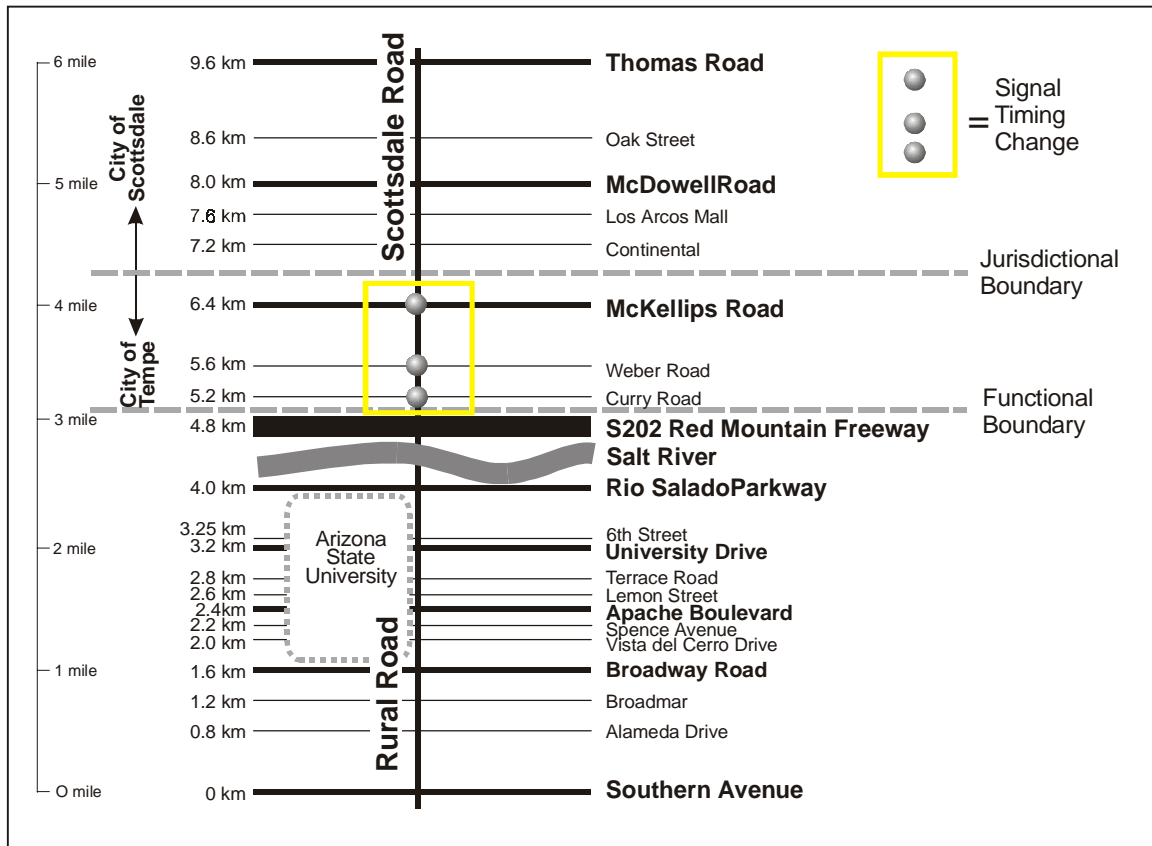 6 mile
9.6 km
Thomas Road
8.6 km
Oak Street
5 mile
8.0 km
McDowellRoad
7.6 km
Los Arcos Mall
7.2 km
Continental
Scottsdale Road
City of
Scottsdale
City of
Tempe
Signal
= Timing
Change
Jurisdictional
Boundary
4 mile
6.4 km
McKellips Road
5.6 km
Weber Road
5.2 km
Curry Road
Functional
Boundary
3 mile
4.8 km
S202 Red Mountain Freeway
Salt River
4.0 km
Rio SaladoParkway
Arizona
State
University
3.25 km
6th Street
2 mile
3.2 km
University Drive
2.8 km
Terrace Road
2.6 km
Lemon Street
2.4km
Apache Boulevard
2.2 km
Spence Avenue
2.0 km
Vista del Cerro Drive
1 mile
1.6 km
Broadway Road
1.2 km
Broadmar
0.8 km
Alameda Drive
Rural Road
O mile
0 km
Southern Avenue